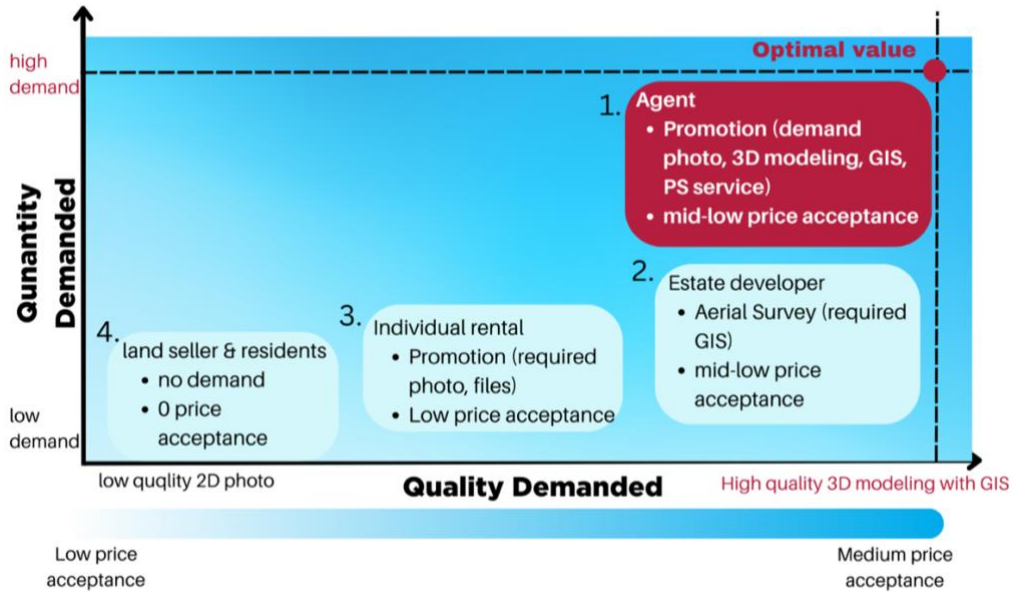 Optimal value
high
demand
1.
Agent
• Promotion (demand
photo, 3D modeling, GIS,
PS service)
• mid-low price acceptance
Qunantity
Demanded
2.
Estate developer
• Aerial Survey (required
GIS)
• mid-low price
acceptance
3.
Individual rental
• Promotion (required
photo, files)
• Low price acceptance
4.
land seller & residents
• no demand
• 0 price
acceptance
low
demand
low quqlity 2D photo
Quality Demanded
High quality 3D modeling with GIS
Low price
acceptance
Medium price
acceptance